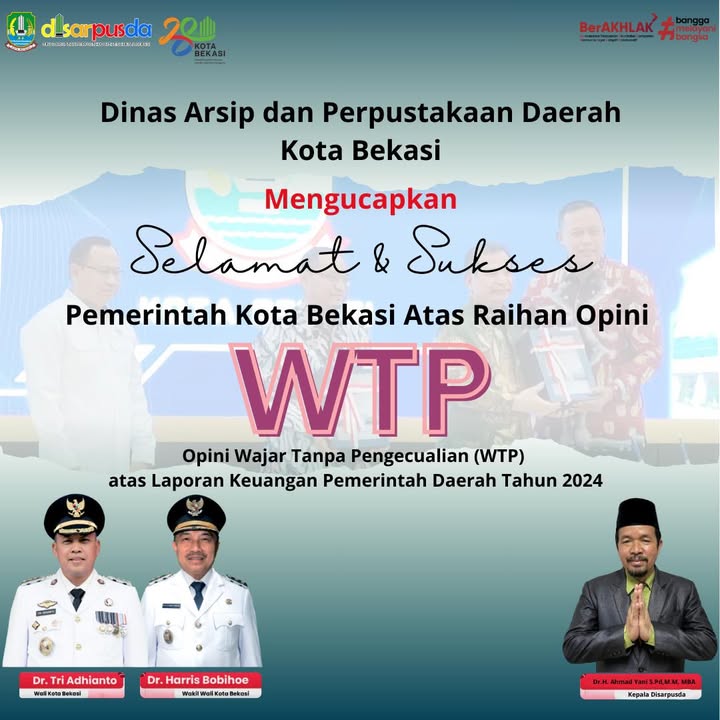 disarpusda
28
KOTA
BEKASI
BerAKHLAK
#bangga
melayani
bangsa
Dinas Arsip dan Perpustakaan Daerah
Kota Bekasi
Mengucapkan
Selamat & Sukses
Pemerintah Kota Bekasi Atas Raihan Opini
WTP
Opini Wajar Tanpa Pengecualian (WTP)
atas Laporan Keuangan Pemerintah Daerah Tahun 2024
Dr. Tri Adhianto
Wali Kota Bekasi
Dr. Harris Bobihoe
Wakil Wali Kota Bekasi
Dr.H. Ahmad Yani S.Pd,M.M, MBA
Kepala Disarpusda